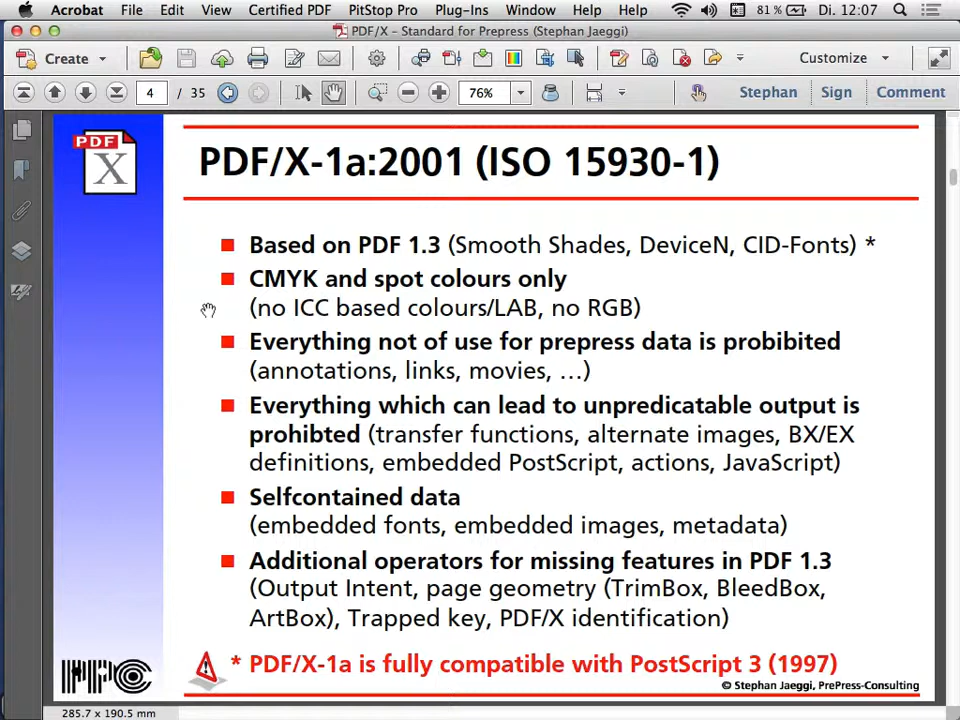 Acrobat File Edit View Certified PDF PitStop Pro Plug-Ins Window Help Help 81% Di. 12:07
PDF/X - Standard for Prepress (Stephan Jaeggi)
Create Customize
4 / 35 76% Stephan Sign Comment
PDF
X
PDF/X-1a:2001 (ISO 15930-1)
Based on PDF 1.3 (Smooth Shades, DeviceN, CID-Fonts) *
CMYK and spot colours only
(no ICC based colours/LAB, no RGB)
Everything not of use for prepress data is probibited
(annotations, links, movies, …)
Everything which can lead to unpredicatable output is
prohibted (transfer functions, alternate images, BX/EX
definitions, embedded PostScript, actions, JavaScript)
Selfcontained data
(embedded fonts, embedded images, metadata)
Additional operators for missing features in PDF 1.3
(Output Intent, page geometry (TrimBox, BleedBox,
ArtBox), Trapped key, PDF/X identification)
* PDF/X-1a is fully compatible with PostScript 3 (1997)
PPC
© Stephan Jaeggi, PrePress-Consulting
285.7 x 190.5 mm